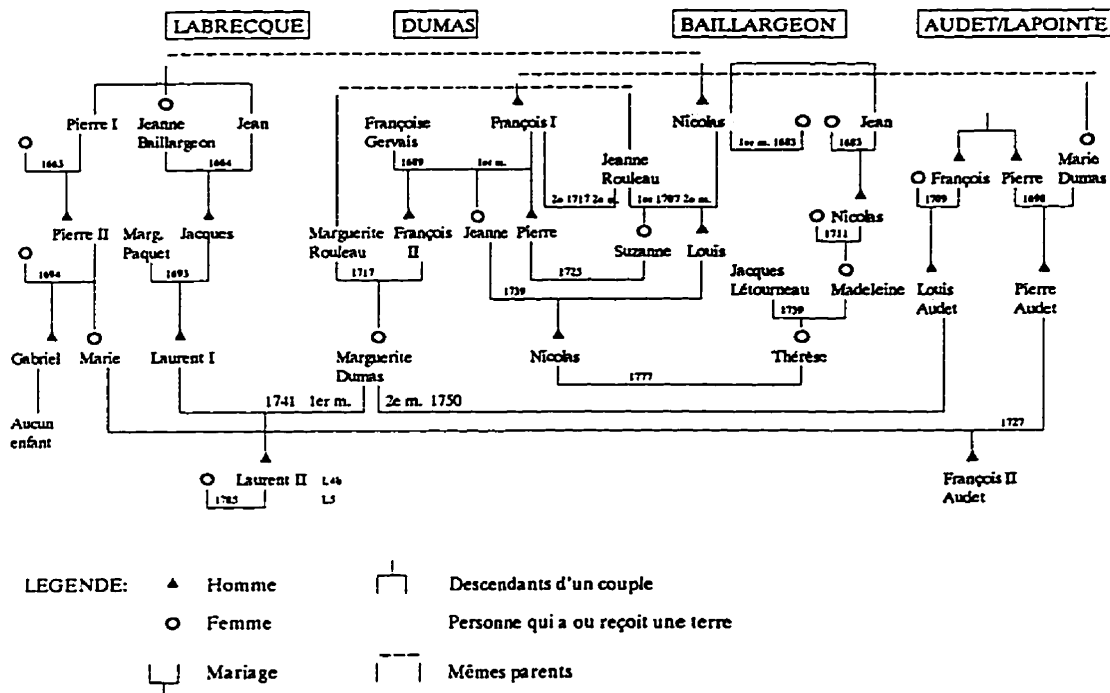 LABRECQUE DUMAS BAILLARGEON AUDET/LAPOINTE
Pierre I Jeanne Jean Françoise François I Nicolas Jean
Baillargeon Gervais 1er m. 1683
1663 1664 1689 1er m. Jeanne 1683 François Pierre Marie
Rouleau Dumas
2e 1717 2e m. 1er 1707 2e m. 1709 1698
Pierre II Marg. Jacques Marguerite François Jeanne Pierre Suzanne Louis Nicolas
Paquet Rouleau II 1711
1694 1693 1717 1725 Jacques Madeleine Louis Pierre
1739 Létourneau Audet Audet
1739
Gabriel Marie Laurent I Marguerite Nicolas Thérèse
Dumas 1777
1741 1er m. 2e m. 1750
Aucun
enfant 1727
Laurent II L4b François II
1785 L5 Audet
LEGENDE: Homme Descendants d'un couple
Femme Personne qui a ou reçoit une terre
Mariage Mêmes parents